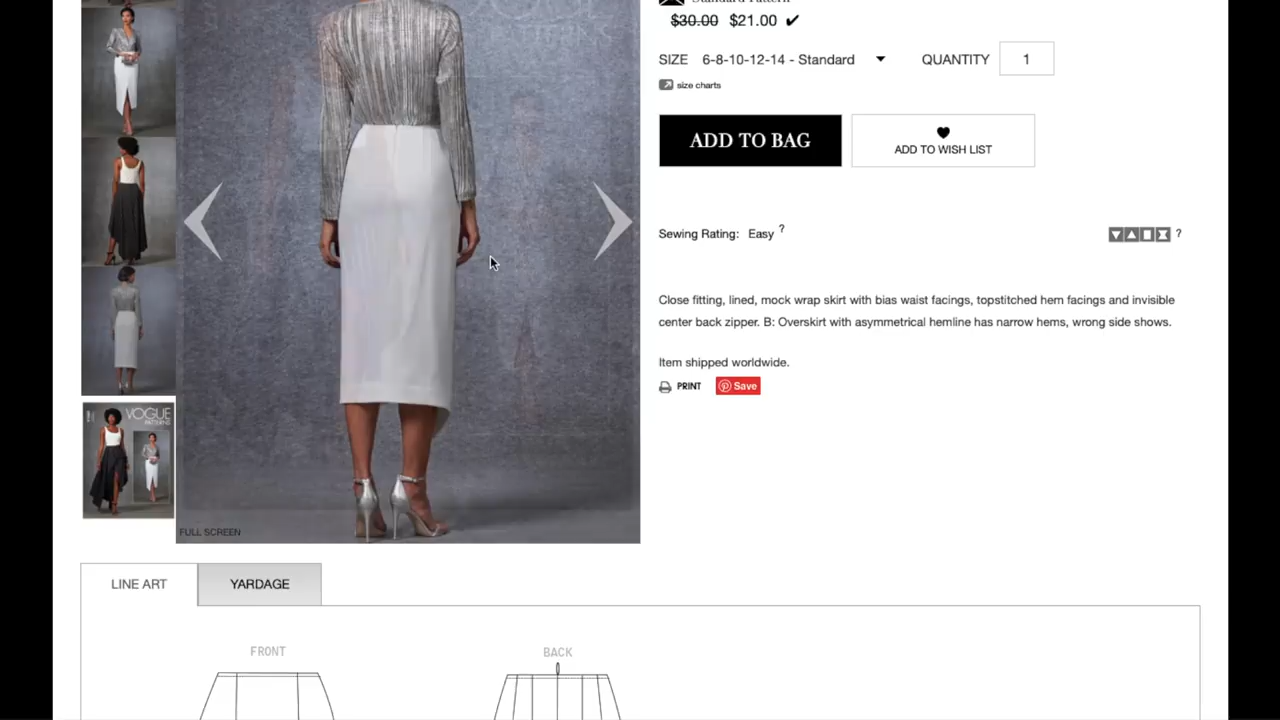 Standard Pattern
$30.00 $21.00 ✔
SIZE 6-8-10-12-14 - Standard QUANTITY 1
size charts
ADD TO BAG
ADD TO WISH LIST
Sewing Rating: Easy ?
?
Close fitting, lined, mock wrap skirt with bias waist facings, topstitched hem facings and invisible
center back zipper. B: Overskirt with asymmetrical hemline has narrow hems, wrong side shows.
Item shipped worldwide.
PRINT Save
VOGUE
PATTERNS
FULL SCREEN
LINE ART YARDAGE
FRONT BACK